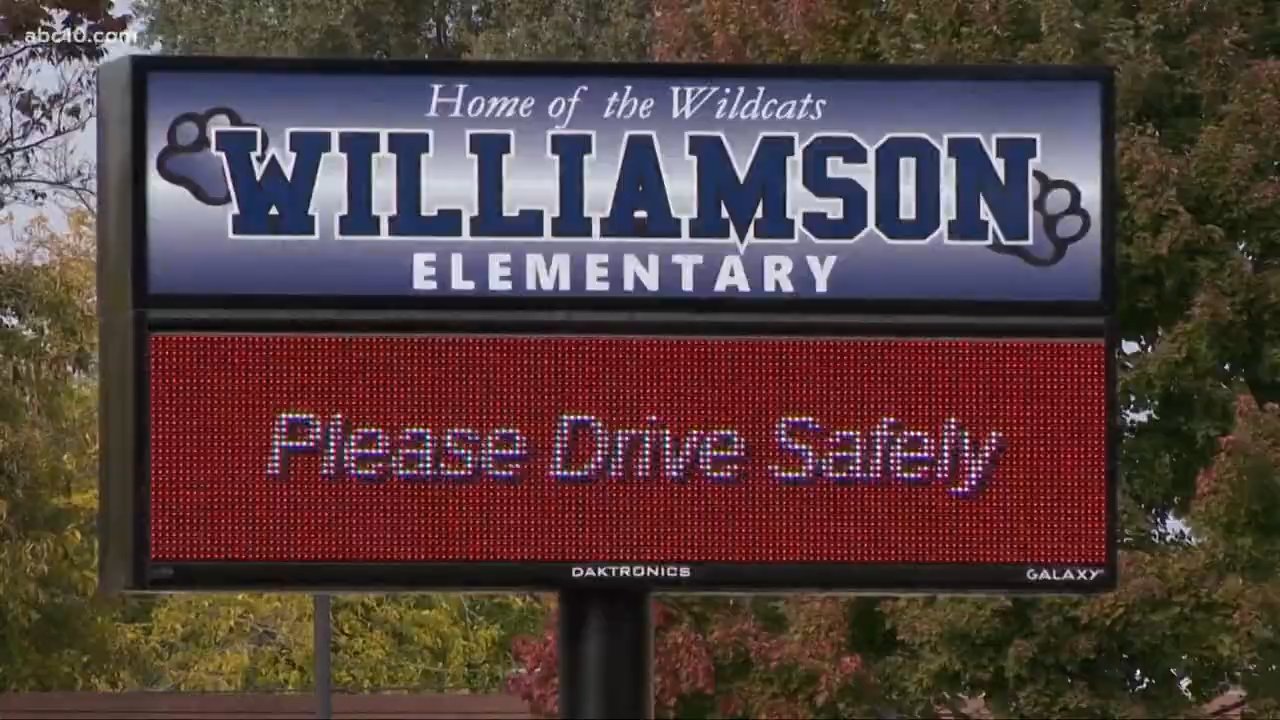 abc10.com
Home of the Wildcats
WILLIAMSON
ELEMENTARY
Please Drive Safely
DAKTRONICS
GALAXY